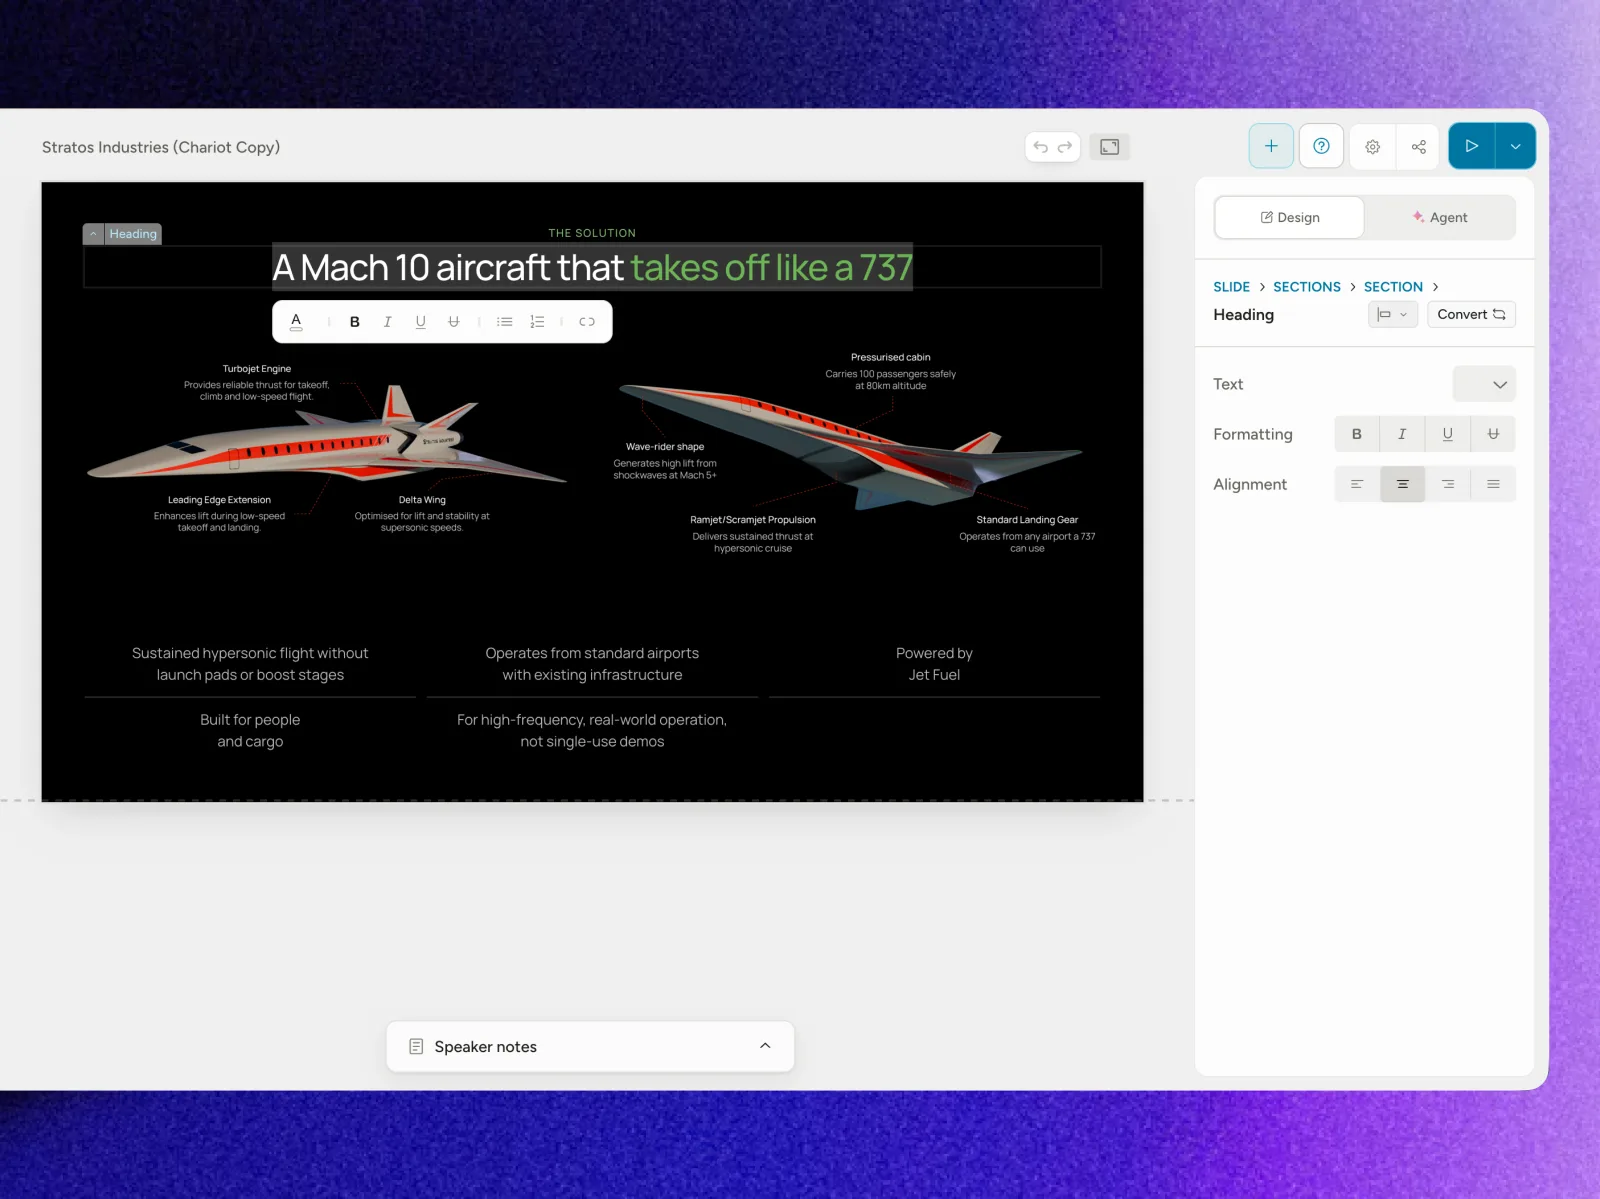 Stratos Industries (Chariot Copy)
Heading
THE SOLUTION
A Mach 10 aircraft that takes off like a 737
A
B I U
Turbojet Engine
Provides reliable thrust for takeoff,
climb and low-speed flight.
Leading Edge Extension
Enhances lift during low-speed
takeoff and landing.
Delta Wing
Optimised for lift and stability at
supersonic speeds.
Pressurised cabin
Carries 100 passengers safely
at 80km altitude
Wave-rider shape
Generates high lift from
shockwaves at Mach 5+
Ramjet/Scramjet Propulsion
Delivers sustained thrust at
hypersonic cruise
Standard Landing Gear
Operates from any airport a 737
can use
Sustained hypersonic flight without
launch pads or boost stages
Operates from standard airports
with existing infrastructure
Powered by
Jet Fuel
Built for people
and cargo
For high-frequency, real-world operation,
not single-use demos
Speaker notes
Design
Agent
SLIDE > SECTIONS > SECTION >
Heading
Convert
Text
Formatting
B I U
Alignment